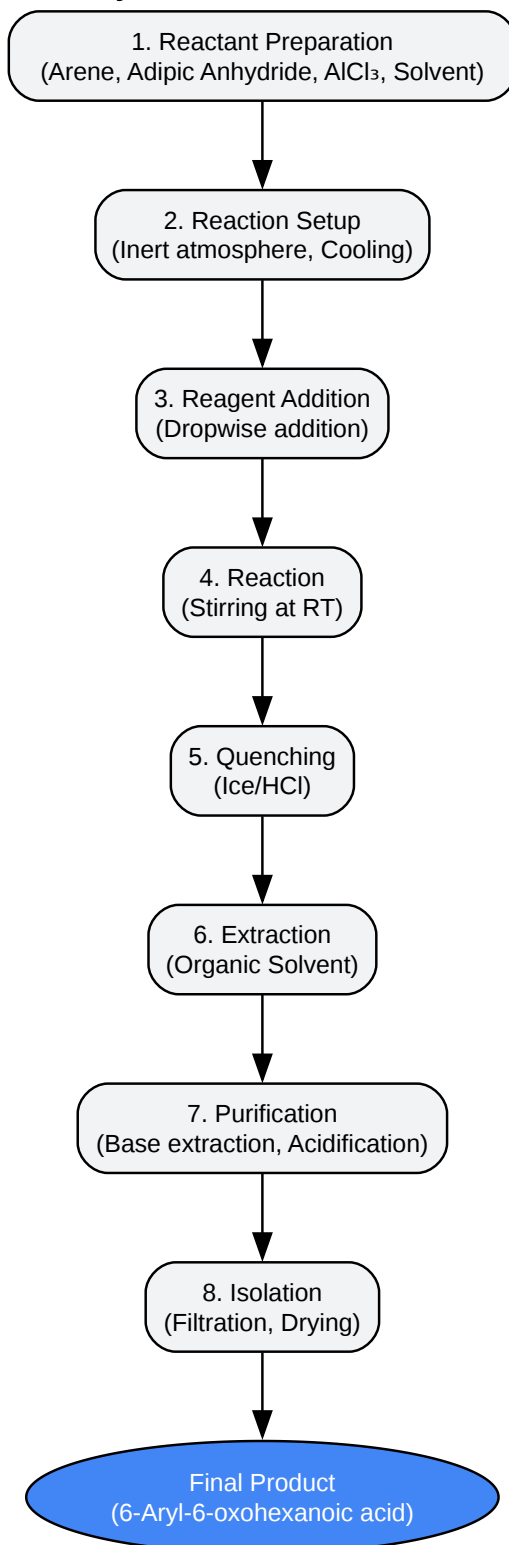 1. Reactant Preparation
(Arene, Adipic Anhydride, AlCl₃, Solvent)
2. Reaction Setup
(Inert atmosphere, Cooling)
3. Reagent Addition
(Dropwise addition)
4. Reaction
(Stirring at RT)
5. Quenching
(Ice/HCl)
6. Extraction
(Organic Solvent)
7. Purification
(Base extraction, Acidification)
8. Isolation
(Filtration, Drying)
Final Product
(6-Aryl-6-oxohexanoic acid)